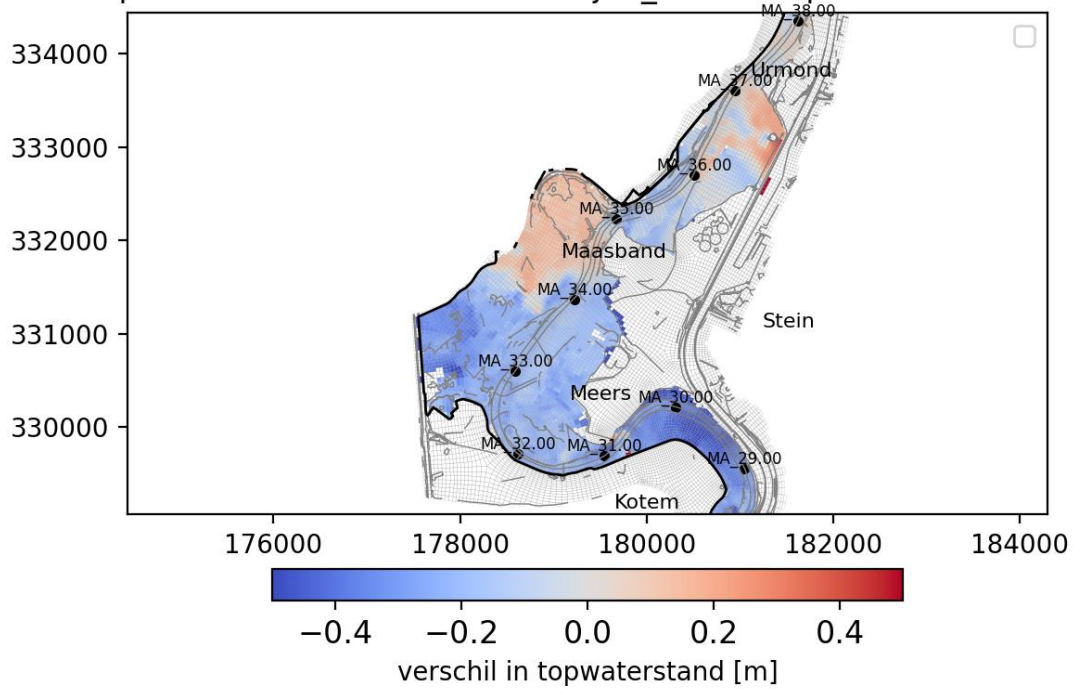 MA_38.00
334000
Urmond
MA_37.00
333000
MA_36.00
MA_35.00
332000
Maasband
MA_34.00
331000
Stein
MA_33.00
Meers
MA_30.00
330000
MA_32.00
MA_31.00
MA_29.00
Kotem
176000 178000 180000 182000 184000
−0.4 −0.2 0.0 0.2 0.4
verschil in topwaterstand [m]